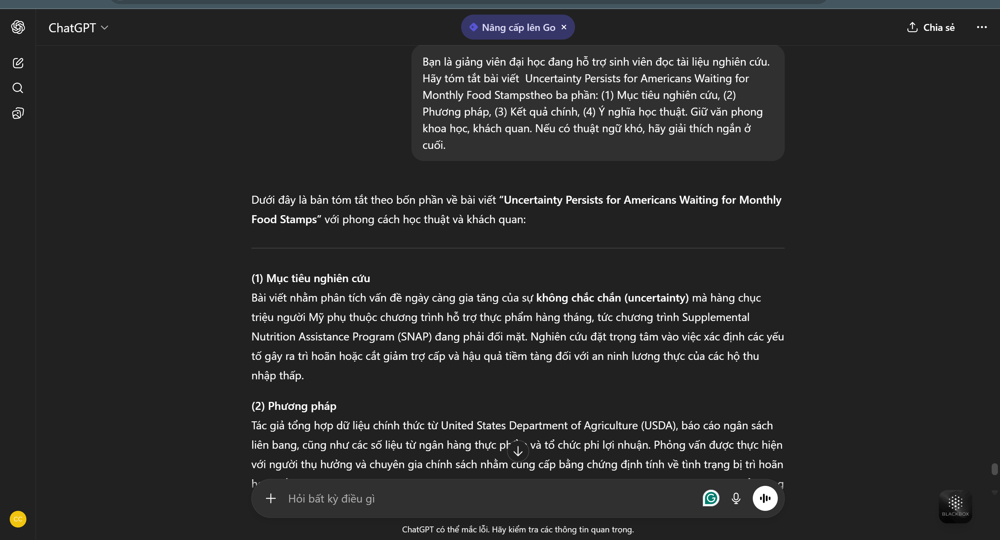 ChatGPT
Nâng cấp lên Go
Chia sẻ
Bạn là giảng viên đại học đang hỗ trợ sinh viên đọc tài liệu nghiên cứu.
Hãy tóm tắt bài viết  Uncertainty Persists for Americans Waiting for
Monthly Food Stampstheo ba phần: (1) Mục tiêu nghiên cứu, (2)
Phương pháp, (3) Kết quả chính, (4) Ý nghĩa học thuật. Giữ văn phong
khoa học, khách quan. Nếu có thuật ngữ khó, hãy giải thích ngắn ở
cuối.
Dưới đây là bản tóm tắt theo bốn phần về bài viết “Uncertainty Persists for Americans Waiting for Monthly
Food Stamps” với phong cách học thuật và khách quan:
(1) Mục tiêu nghiên cứu
Bài viết nhằm phân tích vấn đề ngày càng gia tăng của sự không chắc chắn (uncertainty) mà hàng chục
triệu người Mỹ phụ thuộc chương trình hỗ trợ thực phẩm hàng tháng, tức chương trình Supplemental
Nutrition Assistance Program (SNAP) đang phải đối mặt. Nghiên cứu đặt trọng tâm vào việc xác định các yếu
tố gây ra trì hoãn hoặc cắt giảm trợ cấp và hậu quả tiềm tàng đối với an ninh lương thực của các hộ thu
nhập thấp.
(2) Phương pháp
Tác giả tổng hợp dữ liệu chính thức từ United States Department of Agriculture (USDA), báo cáo ngân sách
liên bang, cũng như các số liệu từ ngân hàng thực và tổ chức phi lợi nhuận. Phỏng vấn được thực hiện
với người thụ hưởng và chuyên gia chính sách nhằm cung cấp bằng chứng định tính về tình trạng bị trì hoãn
Hỏi bất kỳ điều gì
CC
BLACKBOX
ChatGPT có thể mắc lỗi. Hãy kiểm tra các thông tin quan trọng.